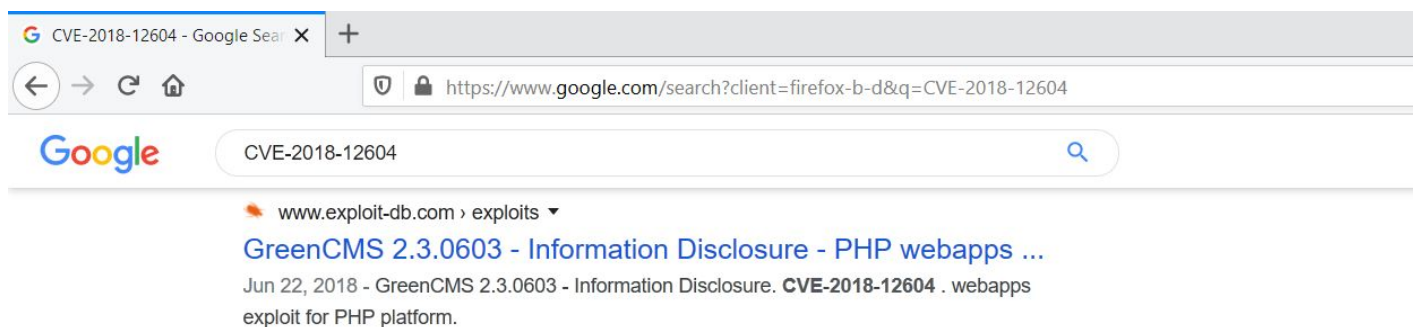 CVE-2018-12604 - Google Sear
https://www.google.com/search?client=firefox-b-d&q=CVE-2018-12604
Google
CVE-2018-12604
www.exploit-db.com › exploits
GreenCMS 2.3.0603 - Information Disclosure - PHP webapps ...
Jun 22, 2018 - GreenCMS 2.3.0603 - Information Disclosure. CVE-2018-12604 . webapps
exploit for PHP platform.